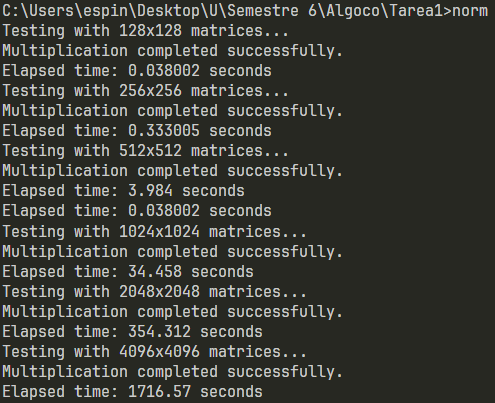 C:\Users\espin\Desktop\U\Semestre 6\Algoco\Tarea1>norm
Testing with 128x128 matrices...
Multiplication completed successfully.
Elapsed time: 0.038002 seconds
Testing with 256x256 matrices...
Multiplication completed successfully.
Elapsed time: 0.333005 seconds
Testing with 512x512 matrices...
Multiplication completed successfully.
Elapsed time: 3.984 seconds
Elapsed time: 0.038002 seconds
Testing with 1024x1024 matrices...
Multiplication completed successfully.
Elapsed time: 34.458 seconds
Testing with 2048x2048 matrices...
Multiplication completed successfully.
Elapsed time: 354.312 seconds
Testing with 4096x4096 matrices...
Multiplication completed successfully.
Elapsed time: 1716.57 seconds